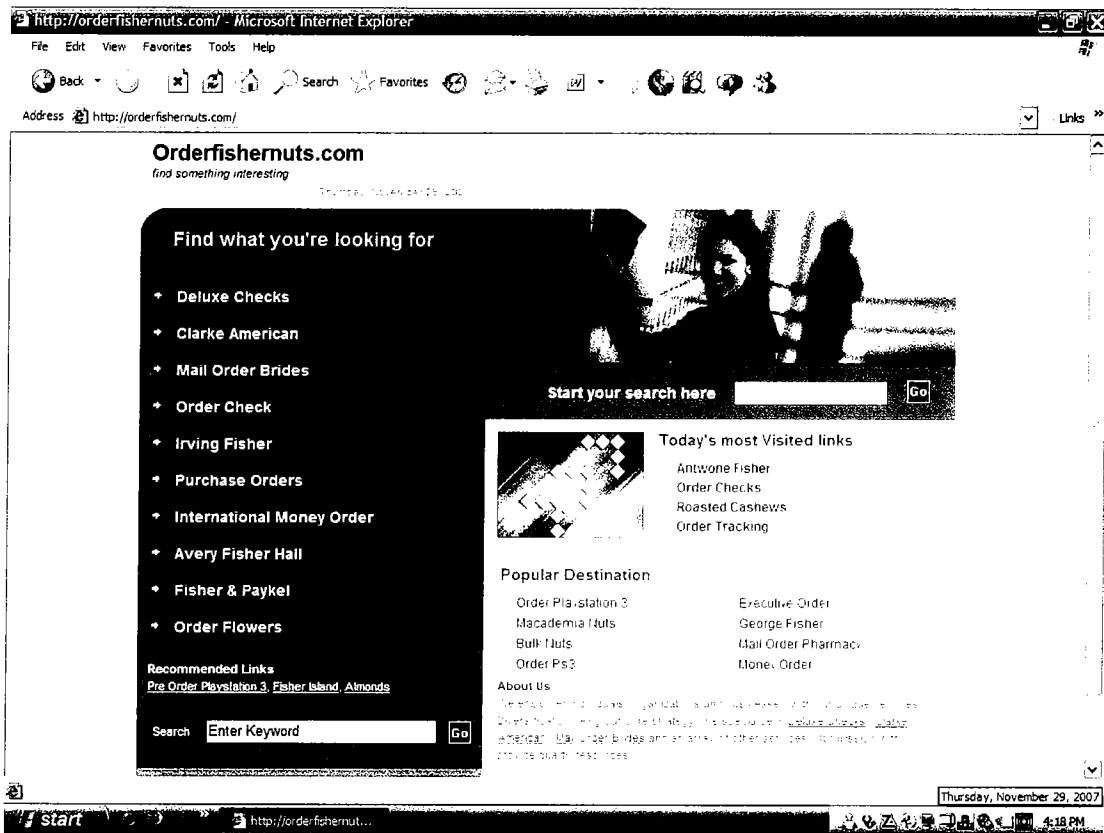 http://orderfishernuts.com/ - Microsoft Internet Explorer
File Edit View Favorites Tools Help
Back Search Favorites
Address http://orderfishernuts.com/ Links »
Orderfishernuts.com
find something interesting
Find what you're looking for
Deluxe Checks
Clarke American
Mail Order Brides
Order Check
Irving Fisher
Purchase Orders
International Money Order
Avery Fisher Hall
Fisher & Paykel
Order Flowers
Recommended Links
Pre Order Playstation 3, Fisher Island, Almonds
Search Enter Keyword Go
Start your search here Go
Today's most Visited links
Antwone Fisher
Order Checks
Roasted Cashews
Order Tracking
Popular Destination
Order Playstation 3 Executive Order
Macademia Nuts George Fisher
Bulk Nuts Mail Order Pharmacy
Order Ps3 Money Order
About Us
Thursday, November 29, 2007
start http://orderfishernut... 4:18 PM